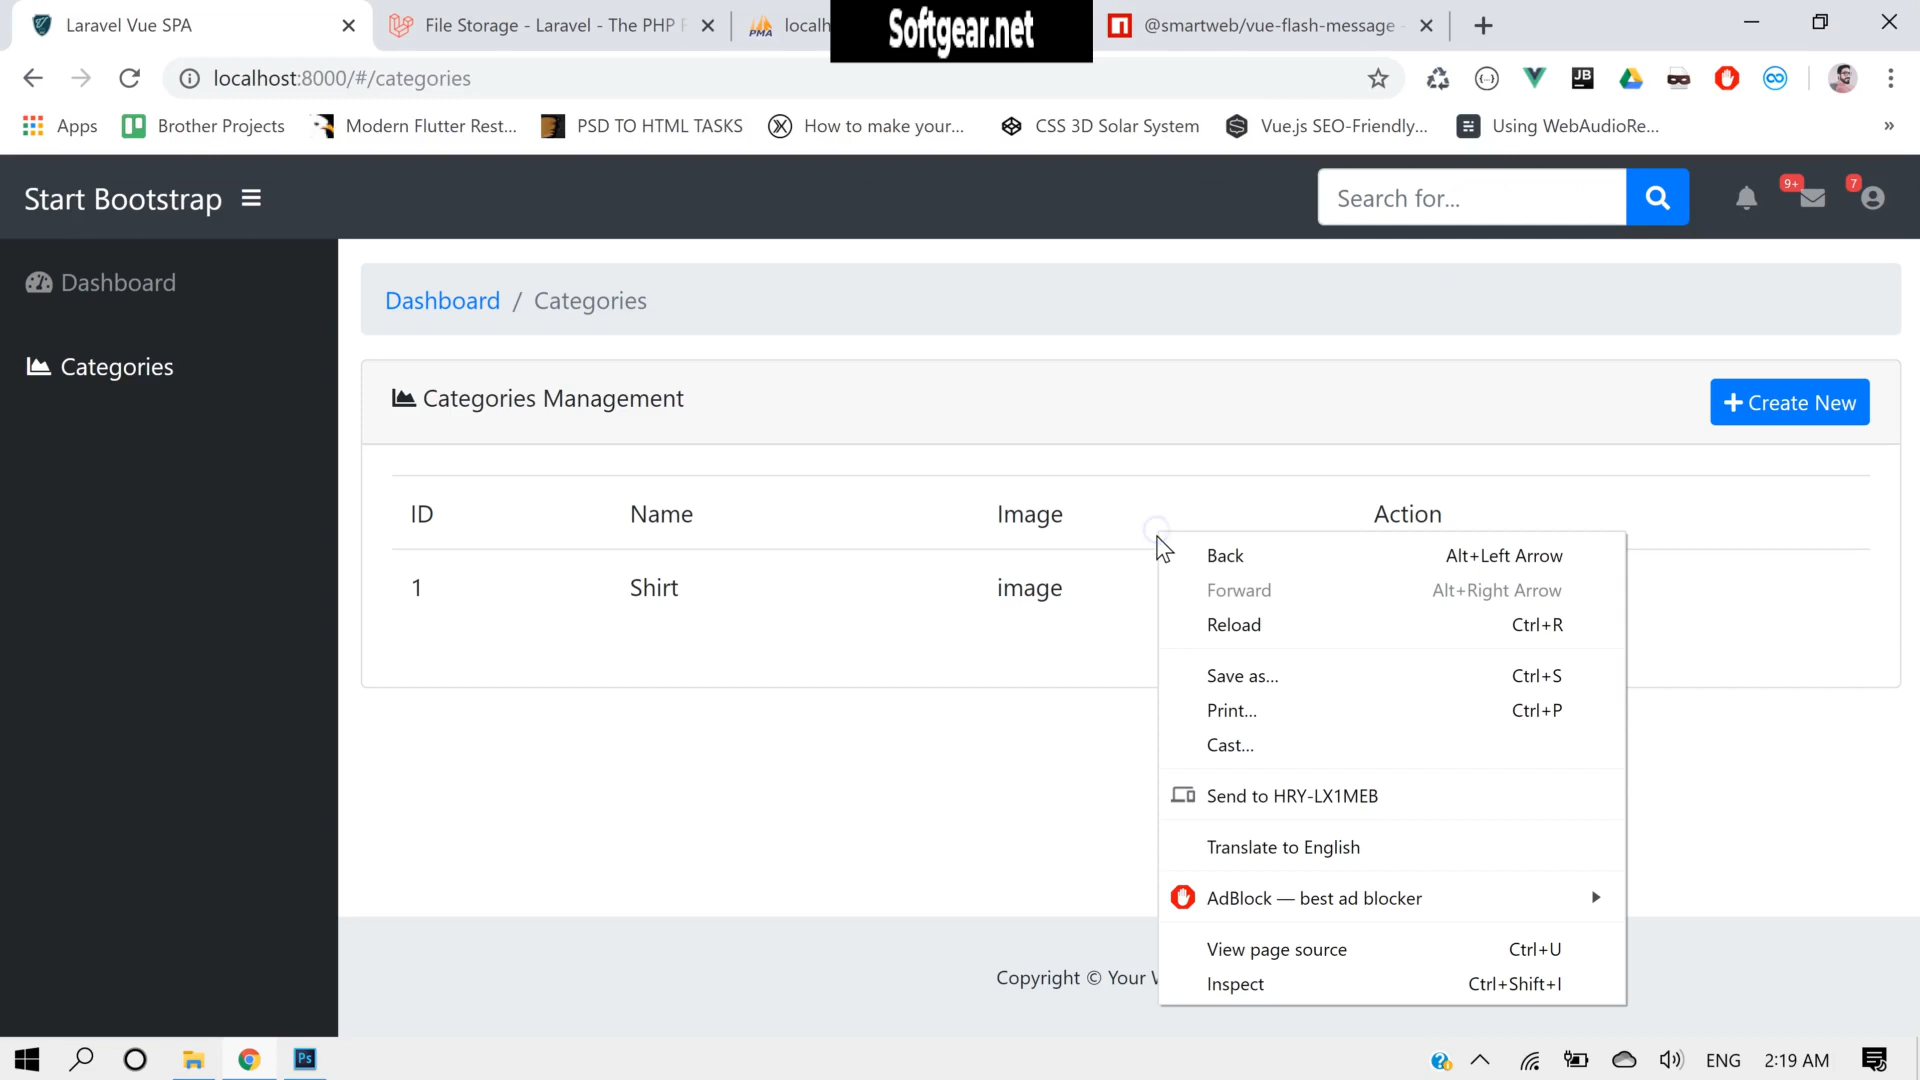 Laravel Vue SPA
File Storage - Laravel - The PHP F
PMA
localh
Softgear.net
@smartweb/vue-flash-message -
localhost:8000/#/categories
JB
Apps
Brother Projects
Modern Flutter Rest...
PSD TO HTML TASKS
How to make your...
CSS 3D Solar System
Vue.js SEO-Friendly...
Using WebAudioRe...
»
Start Bootstrap
Search for...
9+
7
Dashboard
Categories
Dashboard / Categories
Categories Management
+ Create New
ID Name Image Action
1 Shirt image
Back Alt+Left Arrow
Forward Alt+Right Arrow
Reload Ctrl+R
Save as... Ctrl+S
Print... Ctrl+P
Cast...
Send to HRY-LX1MEB
Translate to English
AdBlock — best ad blocker
View page source Ctrl+U
Inspect Ctrl+Shift+I
Copyright © Your
Ps
ENG
2:19 AM